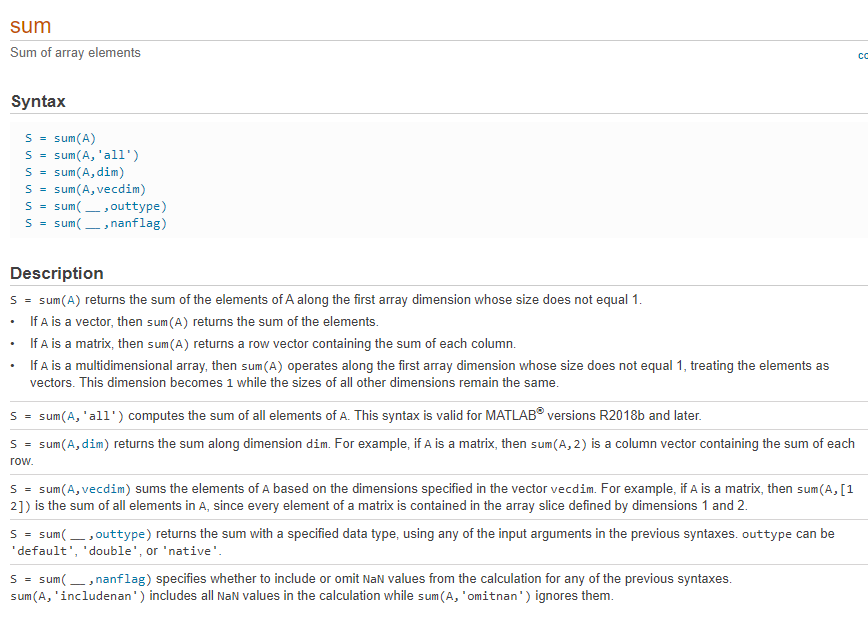 sum
Sum of array elements
Syntax
S = sum(A)
S = sum(A,'all')
S = sum(A,dim)
S = sum(A,vecdim)
S = sum( __ ,outtype)
S = sum( __ ,nanflag)
Description
S = sum(A) returns the sum of the elements of A along the first array dimension whose size does not equal 1.
• If A is a vector, then sum(A) returns the sum of the elements.
• If A is a matrix, then sum(A) returns a row vector containing the sum of each column.
• If A is a multidimensional array, then sum(A) operates along the first array dimension whose size does not equal 1, treating the elements as
vectors. This dimension becomes 1 while the sizes of all other dimensions remain the same.
S = sum(A,'all') computes the sum of all elements of A. This syntax is valid for MATLAB® versions R2018b and later.
S = sum(A,dim) returns the sum along dimension dim. For example, if A is a matrix, then sum(A,2) is a column vector containing the sum of each
row.
S = sum(A,vecdim) sums the elements of A based on the dimensions specified in the vector vecdim. For example, if A is a matrix, then sum(A,[1
2]) is the sum of all elements in A, since every element of a matrix is contained in the array slice defined by dimensions 1 and 2.
S = sum( __ ,outtype) returns the sum with a specified data type, using any of the input arguments in the previous syntaxes. outtype can be
'default', 'double', or 'native'.
S = sum( __ ,nanflag) specifies whether to include or omit NaN values from the calculation for any of the previous syntaxes.
sum(A,'includenan') includes all NaN values in the calculation while sum(A,'omitnan') ignores them.